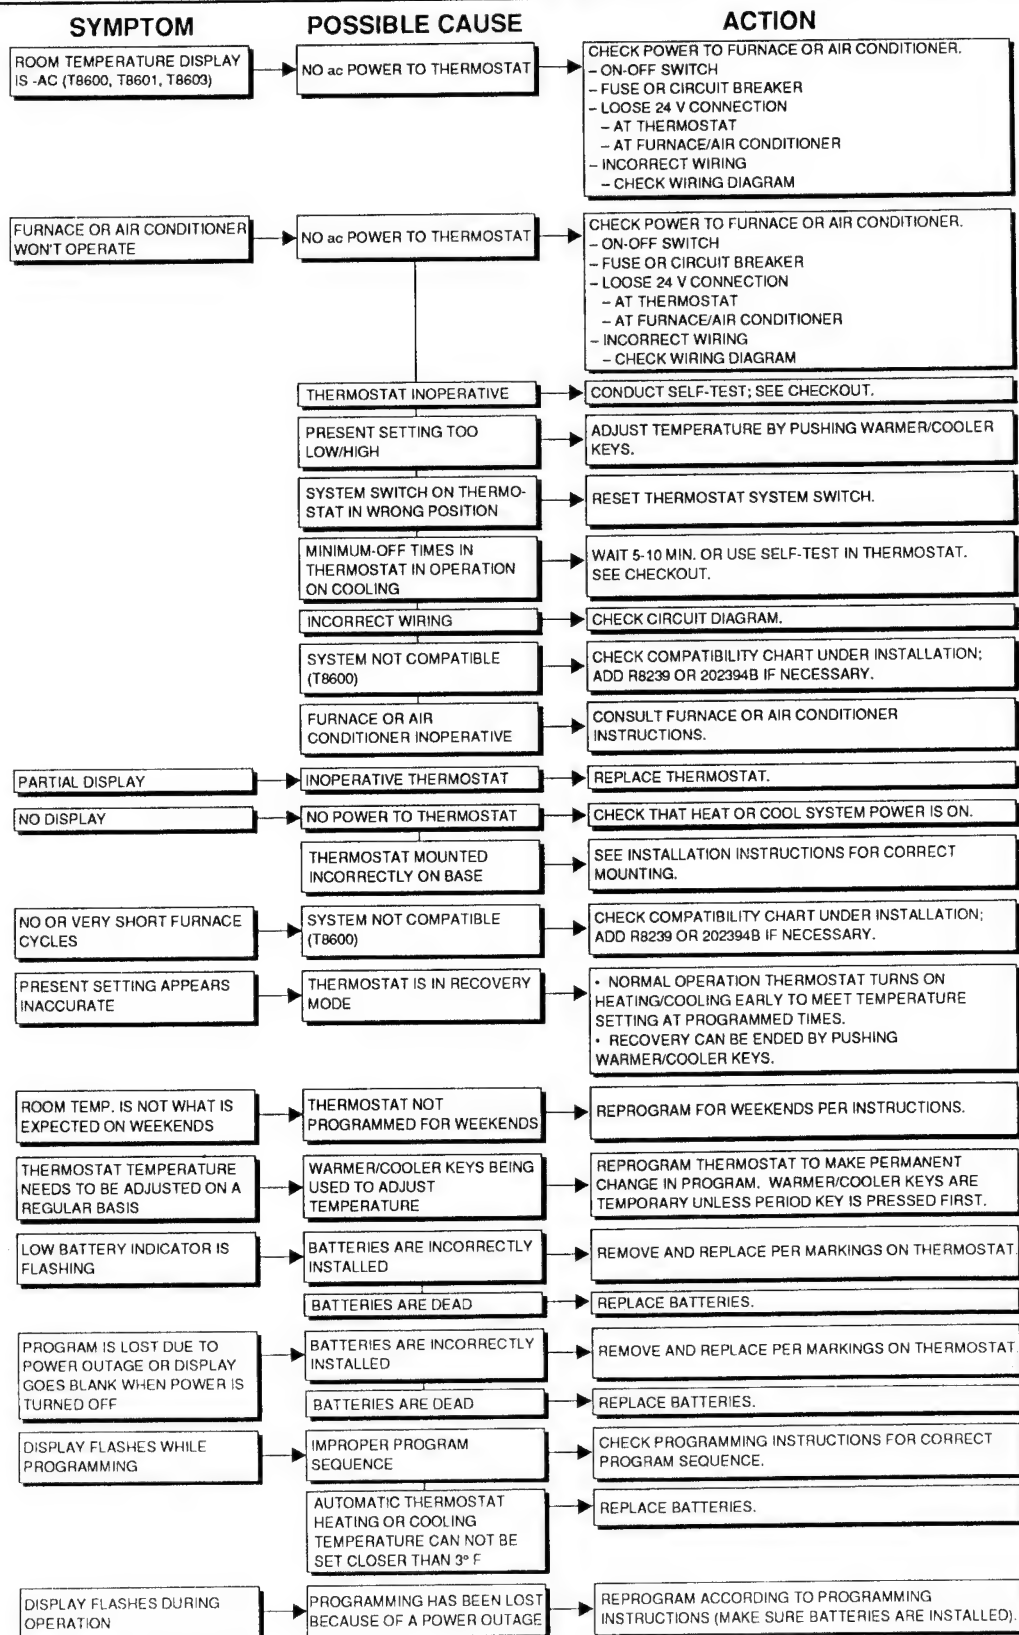 SYMPTOM
POSSIBLE CAUSE
ACTION
ROOM TEMPERATURE DISPLAY
IS -AC (T8600, T8601, T8603)
NO ac POWER TO THERMOSTAT
CHECK POWER TO FURNACE OR AIR CONDITIONER.
– ON-OFF SWITCH
– FUSE OR CIRCUIT BREAKER
– LOOSE 24 V CONNECTION
– AT THERMOSTAT
– AT FURNACE/AIR CONDITIONER
– INCORRECT WIRING
– CHECK WIRING DIAGRAM
FURNACE OR AIR CONDITIONER
WON'T OPERATE
NO ac POWER TO THERMOSTAT
CHECK POWER TO FURNACE OR AIR CONDITIONER.
– ON-OFF SWITCH
– FUSE OR CIRCUIT BREAKER
– LOOSE 24 V CONNECTION
– AT THERMOSTAT
– AT FURNACE/AIR CONDITIONER
– INCORRECT WIRING
– CHECK WIRING DIAGRAM
THERMOSTAT INOPERATIVE
CONDUCT SELF-TEST; SEE CHECKOUT.
PRESENT SETTING TOO
LOW/HIGH
ADJUST TEMPERATURE BY PUSHING WARMER/COOLER
KEYS.
SYSTEM SWITCH ON THERMO-
STAT IN WRONG POSITION
RESET THERMOSTAT SYSTEM SWITCH.
MINIMUM-OFF TIMES IN
THERMOSTAT IN OPERATION
ON COOLING
WAIT 5-10 MIN. OR USE SELF-TEST IN THERMOSTAT.
SEE CHECKOUT.
INCORRECT WIRING
CHECK CIRCUIT DIAGRAM.
SYSTEM NOT COMPATIBLE
(T8600)
CHECK COMPATIBILITY CHART UNDER INSTALLATION;
ADD R8239 OR 202394B IF NECESSARY.
FURNACE OR AIR
CONDITIONER INOPERATIVE
CONSULT FURNACE OR AIR CONDITIONER
INSTRUCTIONS.
PARTIAL DISPLAY
INOPERATIVE THERMOSTAT
REPLACE THERMOSTAT.
NO DISPLAY
NO POWER TO THERMOSTAT
CHECK THAT HEAT OR COOL SYSTEM POWER IS ON.
THERMOSTAT MOUNTED
INCORRECTLY ON BASE
SEE INSTALLATION INSTRUCTIONS FOR CORRECT
MOUNTING.
NO OR VERY SHORT FURNACE
CYCLES
SYSTEM NOT COMPATIBLE
(T8600)
CHECK COMPATIBILITY CHART UNDER INSTALLATION;
ADD R8239 OR 202394B IF NECESSARY.
PRESENT SETTING APPEARS
INACCURATE
THERMOSTAT IS IN RECOVERY
MODE
• NORMAL OPERATION THERMOSTAT TURNS ON
HEATING/COOLING EARLY TO MEET TEMPERATURE
SETTING AT PROGRAMMED TIMES.
• RECOVERY CAN BE ENDED BY PUSHING
WARMER/COOLER KEYS.
ROOM TEMP. IS NOT WHAT IS
EXPECTED ON WEEKENDS
THERMOSTAT NOT
PROGRAMMED FOR WEEKENDS
REPROGRAM FOR WEEKENDS PER INSTRUCTIONS.
THERMOSTAT TEMPERATURE
NEEDS TO BE ADJUSTED ON A
REGULAR BASIS
WARMER/COOLER KEYS BEING
USED TO ADJUST
TEMPERATURE
REPROGRAM THERMOSTAT TO MAKE PERMANENT
CHANGE IN PROGRAM. WARMER/COOLER KEYS ARE
TEMPORARY UNLESS PERIOD KEY IS PRESSED FIRST.
LOW BATTERY INDICATOR IS
FLASHING
BATTERIES ARE INCORRECTLY
INSTALLED
REMOVE AND REPLACE PER MARKINGS ON THERMOSTAT.
BATTERIES ARE DEAD
REPLACE BATTERIES.
PROGRAM IS LOST DUE TO
POWER OUTAGE OR DISPLAY
GOES BLANK WHEN POWER IS
TURNED OFF
BATTERIES ARE INCORRECTLY
INSTALLED
REMOVE AND REPLACE PER MARKINGS ON THERMOSTAT.
BATTERIES ARE DEAD
REPLACE BATTERIES.
DISPLAY FLASHES WHILE
PROGRAMMING
IMPROPER PROGRAM
SEQUENCE
CHECK PROGRAMMING INSTRUCTIONS FOR CORRECT
PROGRAM SEQUENCE.
AUTOMATIC THERMOSTAT
HEATING OR COOLING
TEMPERATURE CAN NOT BE
SET CLOSER THAN 3° F
REPLACE BATTERIES.
DISPLAY FLASHES DURING
OPERATION
PROGRAMMING HAS BEEN LOST
BECAUSE OF A POWER OUTAGE
REPROGRAM ACCORDING TO PROGRAMMING
INSTRUCTIONS (MAKE SURE BATTERIES ARE INSTALLED).